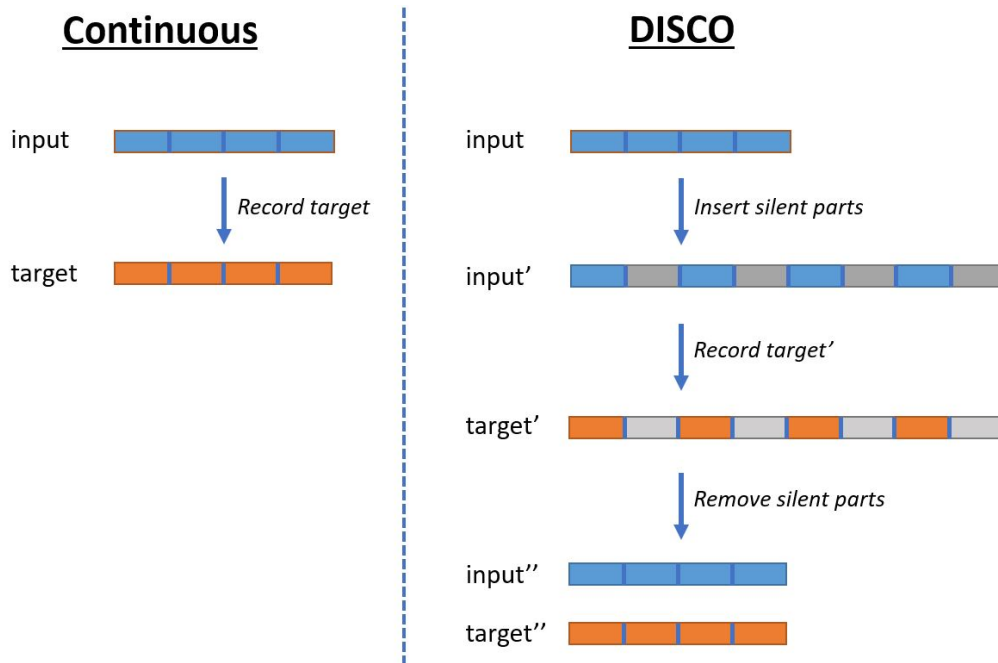 Continuous
input
Record target
target
DISCO
input
Insert silent parts
input'
Record target'
target'
Remove silent parts
input''
target''